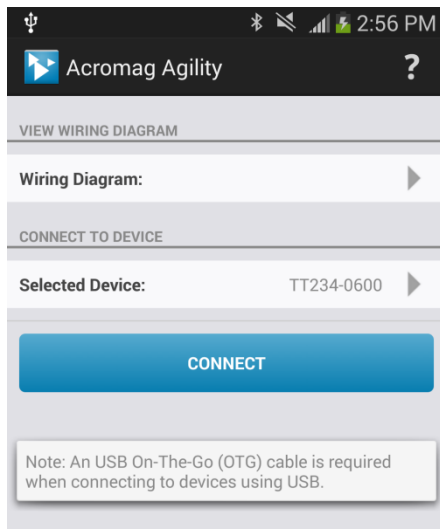 2:56 PM
Acromag Agility
?
VIEW WIRING DIAGRAM
Wiring Diagram:
CONNECT TO DEVICE
Selected Device: TT234-0600
CONNECT
Note: An USB On-The-Go (OTG) cable is required
when connecting to devices using USB.